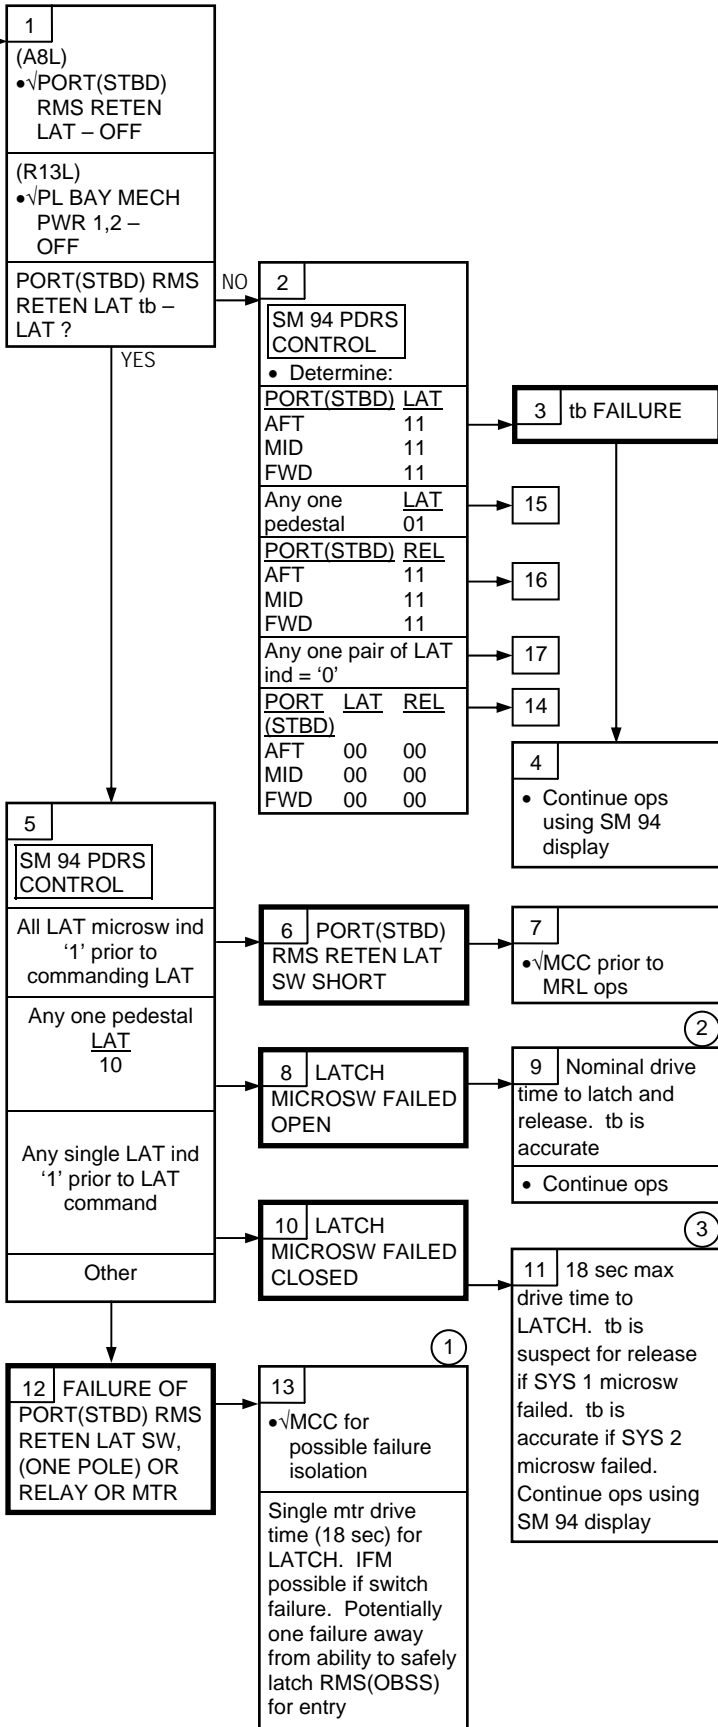 1
(A8L)
•√PORT(STBD)
RMS RETEN
LAT – OFF
(R13L)
•√PL BAY MECH
PWR 1,2 –
OFF
PORT(STBD) RMS
RETEN LAT tb –
LAT ?
NO
YES
2
SM 94 PDRS
CONTROL
• Determine:
PORT(STBD) LAT
AFT 11
MID 11
FWD 11
Any one LAT
pedestal 01
PORT(STBD) REL
AFT 11
MID 11
FWD 11
Any one pair of LAT
ind = ‘0’
PORT LAT REL
(STBD)
AFT 00 00
MID 00 00
FWD 00 00
3 tb FAILURE
15
16
17
14
4
• Continue ops
using SM 94
display
5
SM 94 PDRS
CONTROL
All LAT microsw ind
‘1’ prior to
commanding LAT
Any one pedestal
LAT
10
Any single LAT ind
‘1’ prior to LAT
command
Other
6 PORT(STBD)
RMS RETEN LAT
SW SHORT
7
•√MCC prior to
MRL ops
8 LATCH
MICROSW FAILED
OPEN
2
9 Nominal drive
time to latch and
release. tb is
accurate
• Continue ops
10 LATCH
MICROSW FAILED
CLOSED
3
11 18 sec max
drive time to
LATCH. tb is
suspect for release
if SYS 1 microsw
failed. tb is
accurate if SYS 2
microsw failed.
Continue ops using
SM 94 display
12 FAILURE OF
PORT(STBD) RMS
RETEN LAT SW,
(ONE POLE) OR
RELAY OR MTR
1
13
•√MCC for
possible failure
isolation
Single mtr drive
time (18 sec) for
LATCH. IFM
possible if switch
failure. Potentially
one failure away
from ability to safely
latch RMS(OBSS)
for entry